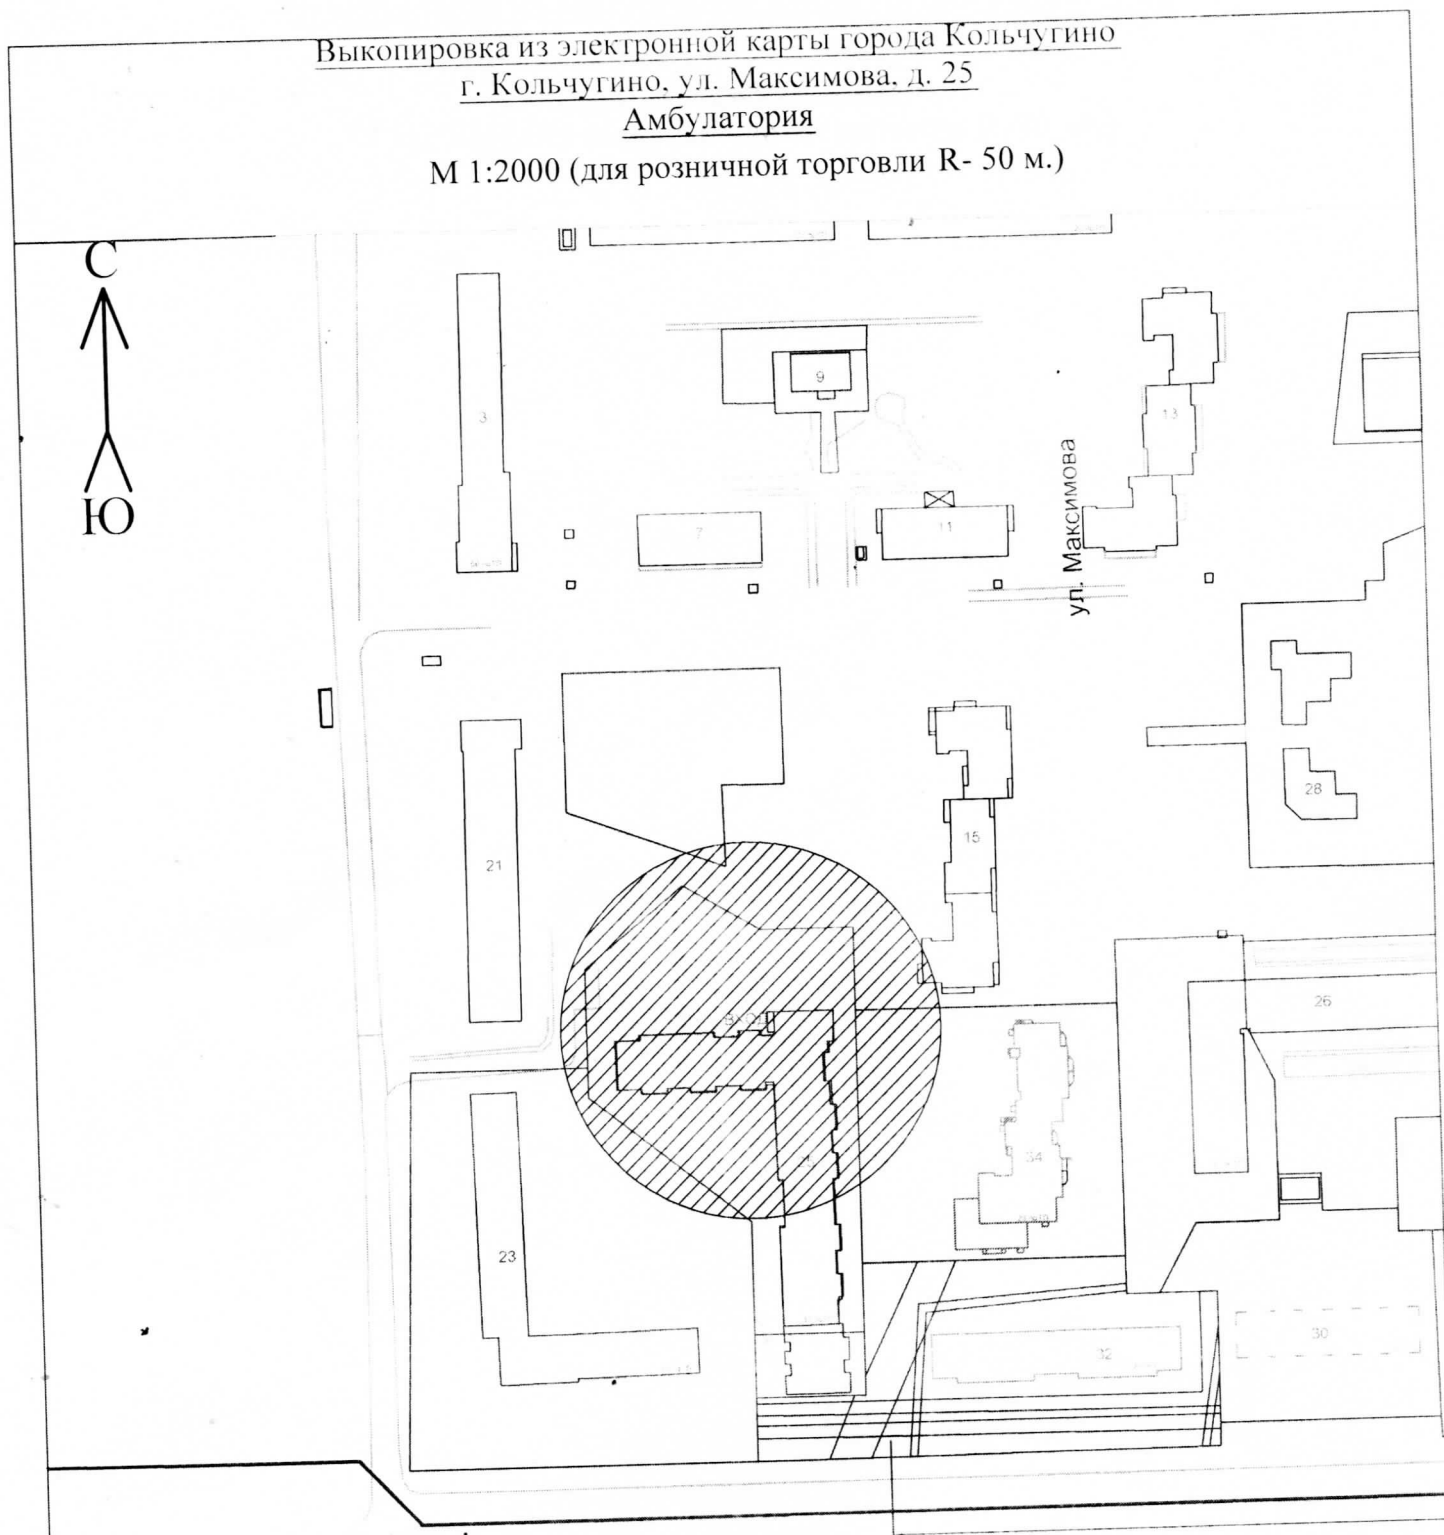 Выкопировка из электронной карты города Кольчугино
г. Кольчугино, ул. Максимова, д. 25
Амбулатория
М 1:2000 (для розничной торговли R- 50 м.)
С
Ю
9
13
3
ул. Максимова
7
11
28
15
21
26
ВХОД
34
23
30
32